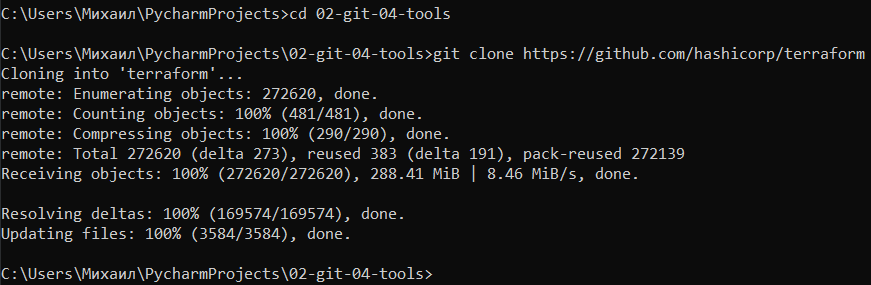 C:\Users\Михаил\PycharmProjects>cd 02-git-04-tools
C:\Users\Михаил\PycharmProjects\02-git-04-tools>git clone https://github.com/hashicorp/terraform
Cloning into 'terraform'...
remote: Enumerating objects: 272620, done.
remote: Counting objects: 100% (481/481), done.
remote: Compressing objects: 100% (290/290), done.
remote: Total 272620 (delta 273), reused 383 (delta 191), pack-reused 272139
Receiving objects: 100% (272620/272620), 288.41 MiB | 8.46 MiB/s, done.
Resolving deltas: 100% (169574/169574), done.
Updating files: 100% (3584/3584), done.
C:\Users\Михаил\PycharmProjects\02-git-04-tools>